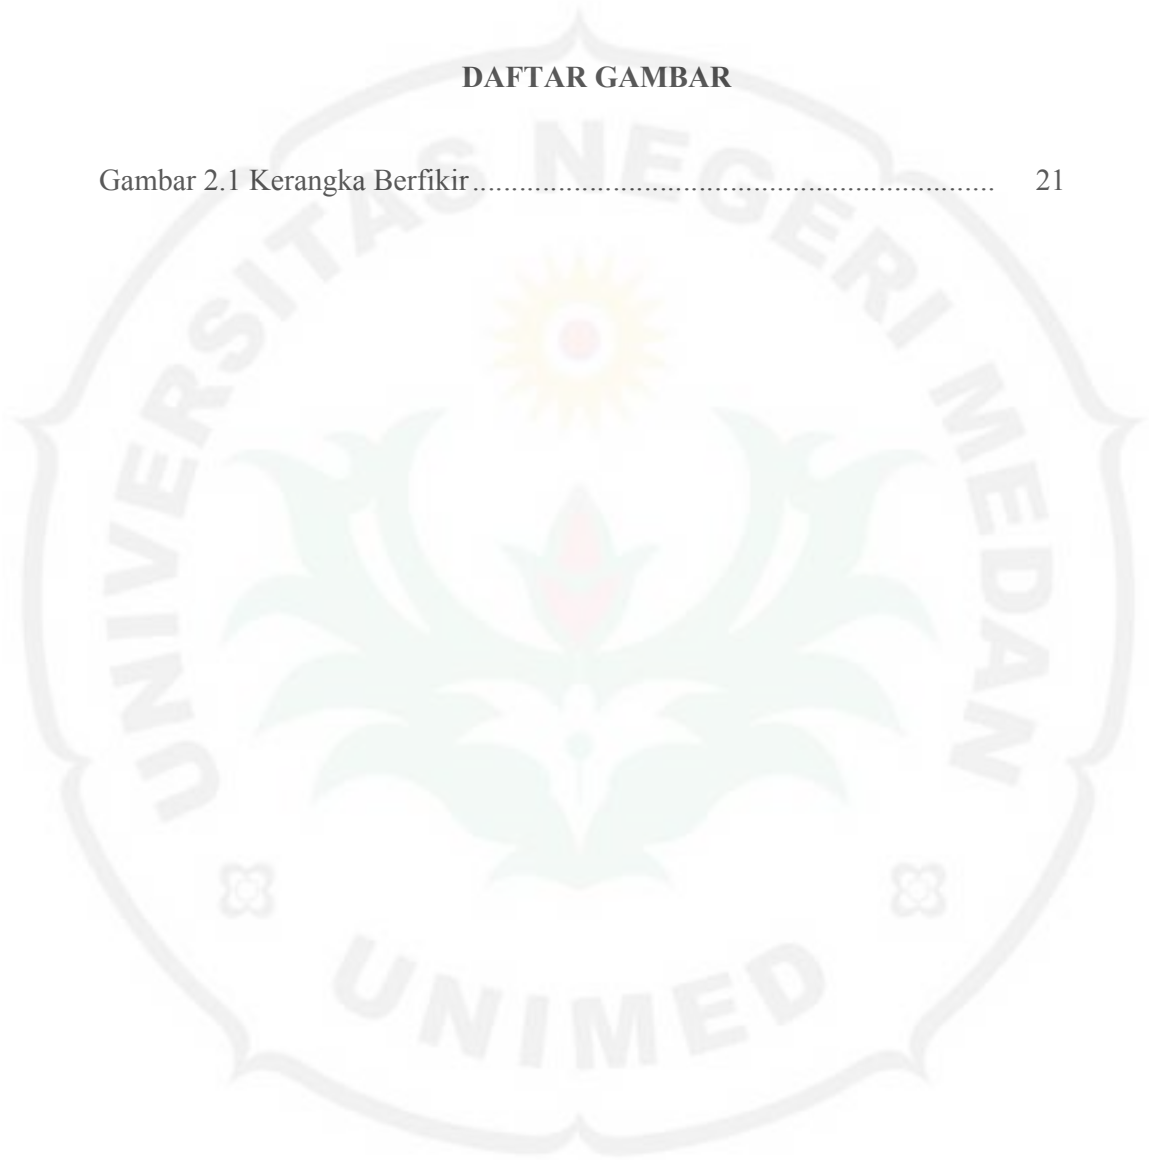 DAFTAR GAMBAR
Gambar 2.1 Kerangka Berfikir.................................................................... 21
UNIVERSITAS NEGERI MEDAN
UNIMED